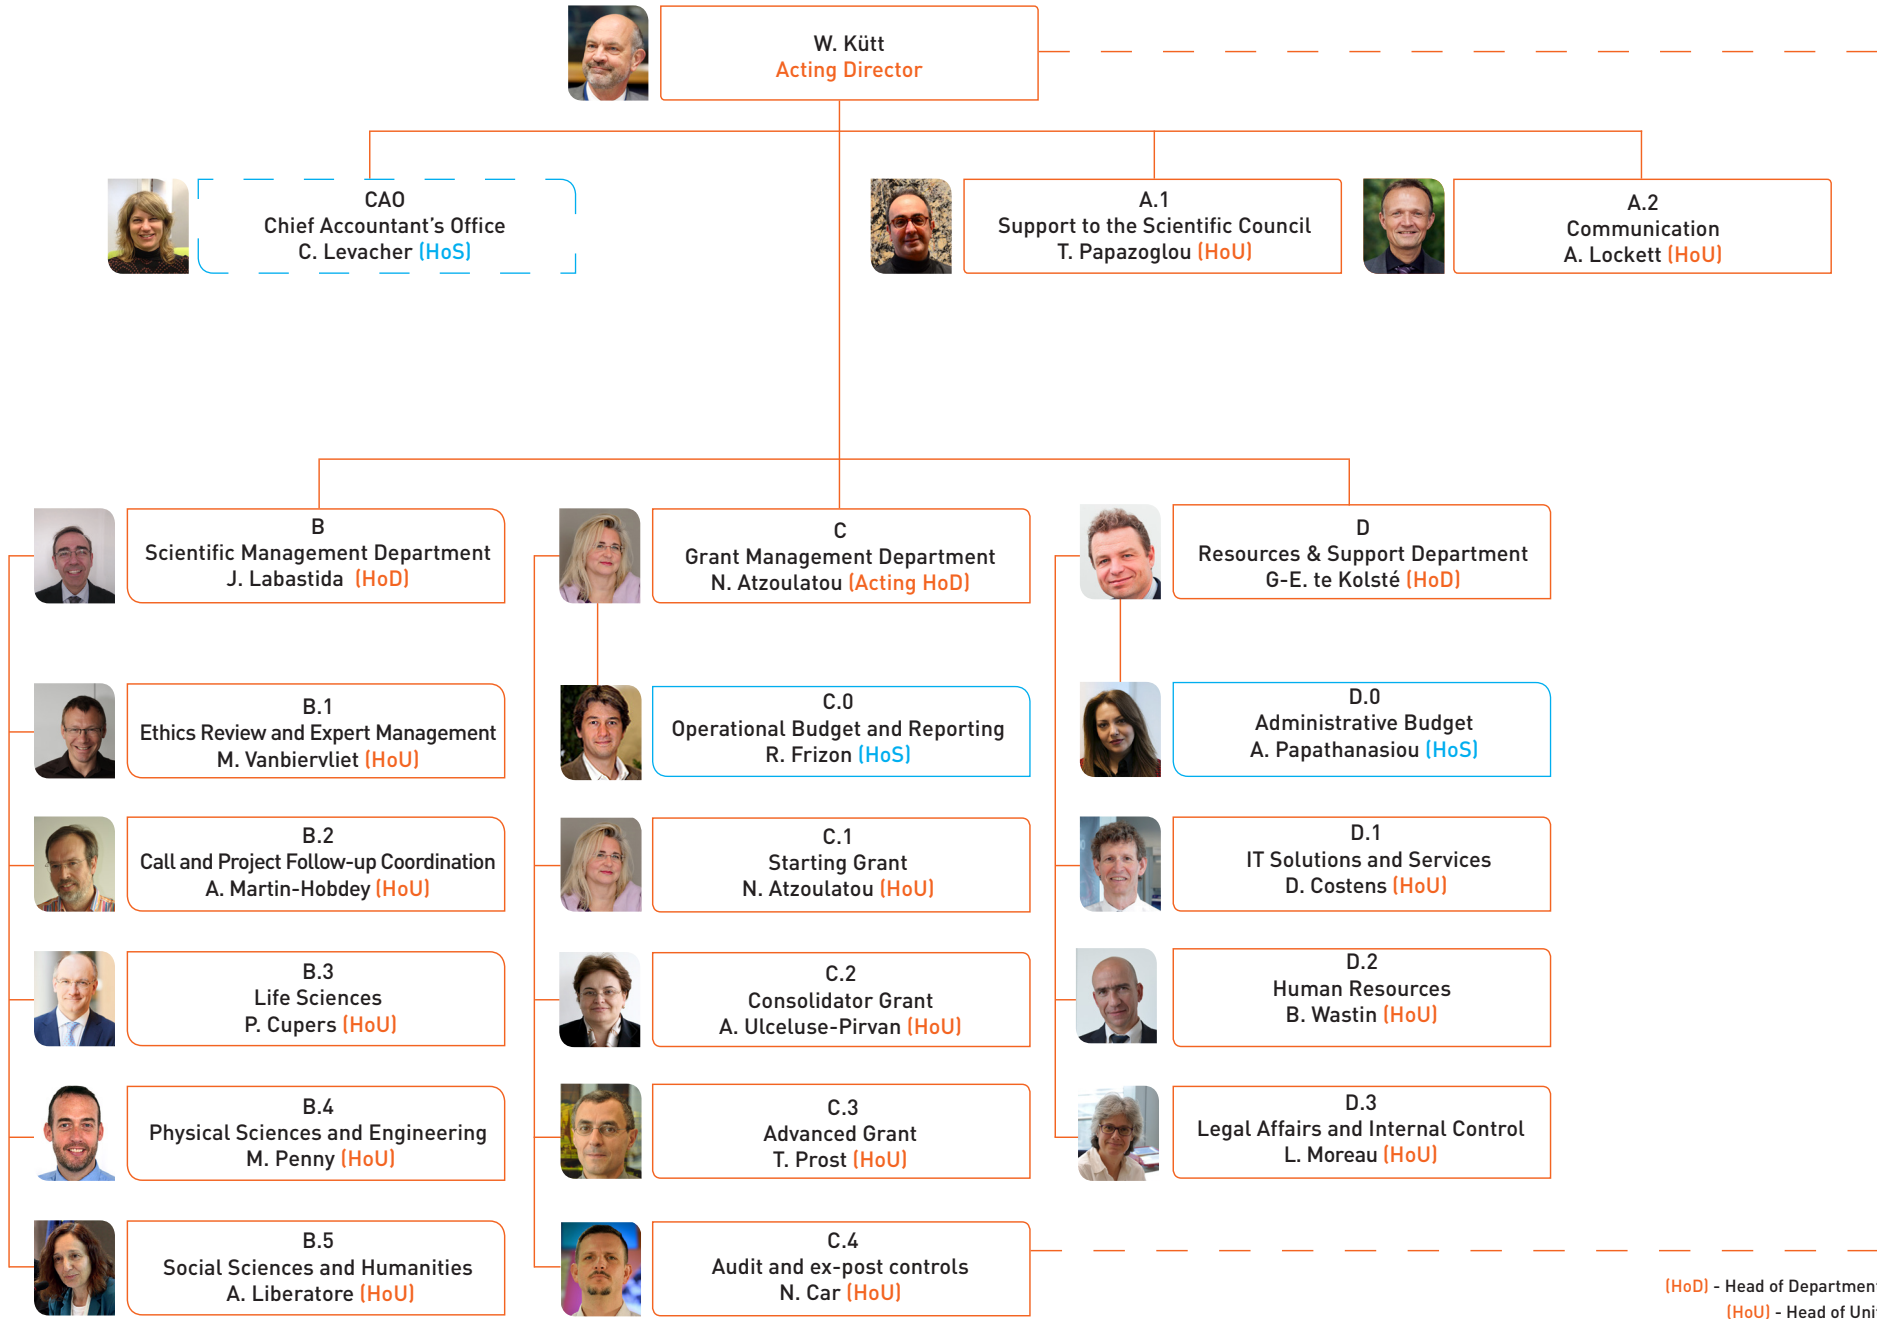 W. Kütt
Acting Director
CAO
Chief Accountant's Office
C. Levacher (HoS)
A.1
Support to the Scientific Council
T. Papazoglou (HoU)
A.2
Communication
A. Lockett (HoU)
B
Scientific Management Department
J. Labastida (HoD)
C
Grant Management Department
N. Atzoulatou (Acting HoD)
D
Resources & Support Department
G-E. te Kolsté (HoD)
B.1
Ethics Review and Expert Management
M. Vanbiervliet (HoU)
C.0
Operational Budget and Reporting
R. Frizon (HoS)
D.0
Administrative Budget
A. Papathanasiou (HoS)
B.2
Call and Project Follow-up Coordination
A. Martin-Hobdey (HoU)
C.1
Starting Grant
N. Atzoulatou (HoU)
D.1
IT Solutions and Services
D. Costens (HoU)
B.3
Life Sciences
P. Cupers (HoU)
C.2
Consolidator Grant
A. Ulceluse-Pirvan (HoU)
D.2
Human Resources
B. Wastin (HoU)
B.4
Physical Sciences and Engineering
M. Penny (HoU)
C.3
Advanced Grant
T. Prost (HoU)
D.3
Legal Affairs and Internal Control
L. Moreau (HoU)
B.5
Social Sciences and Humanities
A. Liberatore (HoU)
C.4
Audit and ex-post controls
N. Car (HoU)
(HoD) - Head of Department
(HoU) - Head of Unit